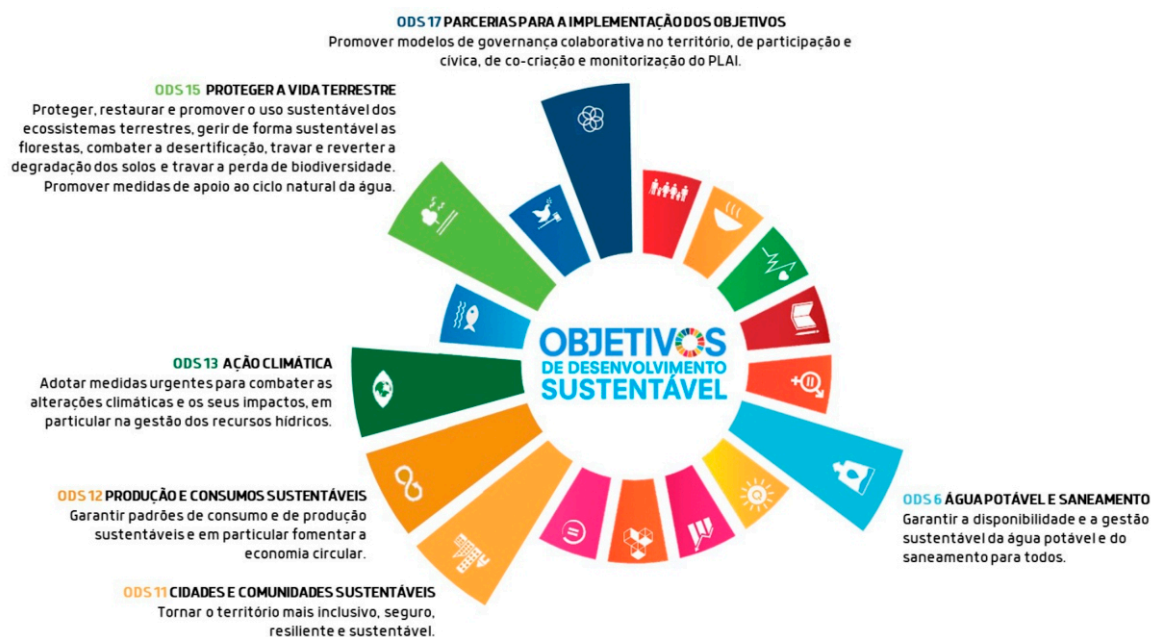 ODS 17 PARCERIAS PARA A IMPLEMENTAÇÃO DOS OBJETIVOS
Promover modelos de governança colaborativa no território, de participação e
cívica, de co-criação e monitorização do PLAI.
ODS 15 PROTEGER A VIDA TERRESTRE
Proteger, restaurar e promover o uso sustentável dos
ecossistemas terrestres, gerir de forma sustentável as
florestas, combater a desertificação, travar e reverter a
degradação dos solos e travar a perda de biodiversidade.
Promover medidas de apoio ao ciclo natural da água.
OBJETIVOS
DE DESENVOLVIMENTO
SUSTENTÁVEL
ODS 13 AÇÃO CLIMÁTICA
Adotar medidas urgentes para combater as
alterações climáticas e os seus impactos, em
particular na gestão dos recursos hídricos.
ODS 12 PRODUÇÃO E CONSUMOS SUSTENTÁVEIS
Garantir padrões de consumo e de produção
sustentáveis e em particular fomentar a
economia circular.
ODS 11 CIDADES E COMUNIDADES SUSTENTÁVEIS
Tornar o território mais inclusivo, seguro,
resiliente e sustentável.
ODS 6 ÁGUA POTÁVEL E SANEAMENTO
Garantir a disponibilidade e a gestão
sustentável da água potável e do
saneamento para todos.